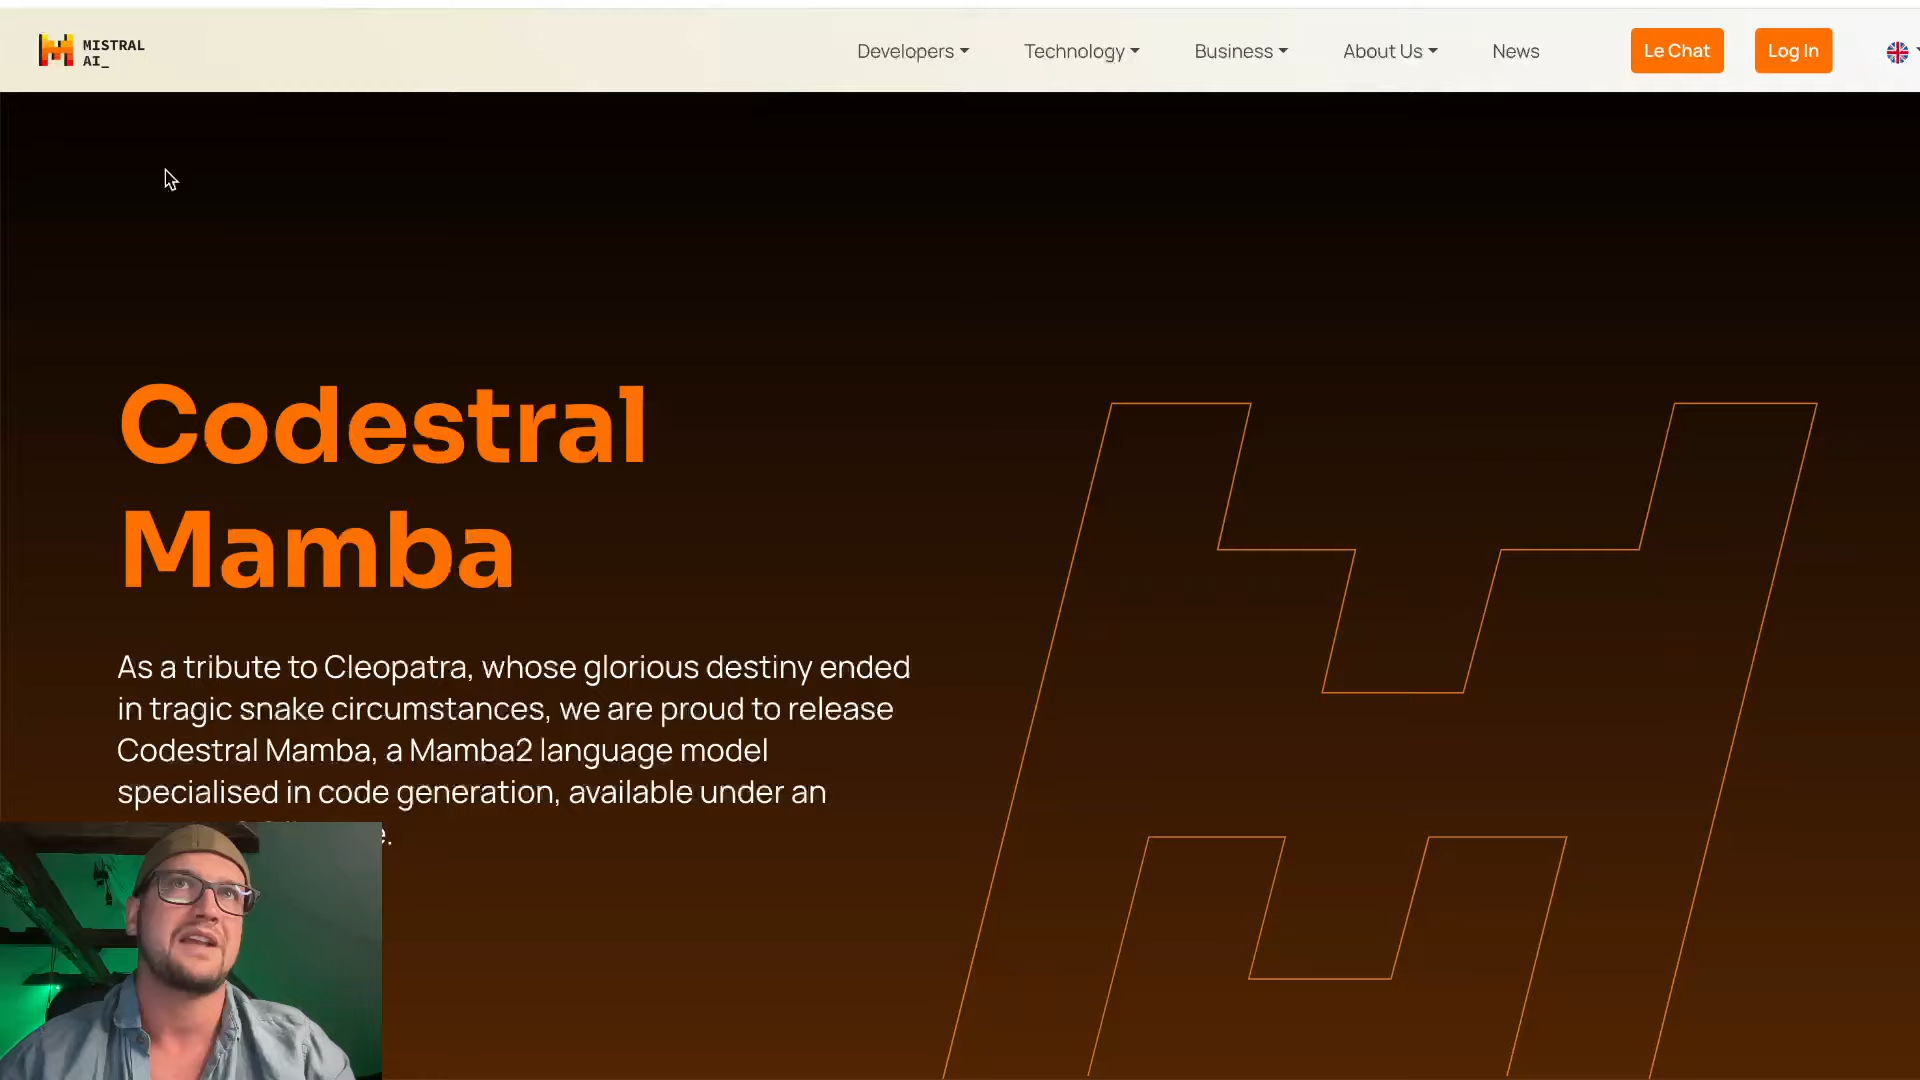 MISTRAL
AI_
Developers
Technology
Business
About Us
News
Le Chat
Log In
Codestral
Mamba
As a tribute to Cleopatra, whose glorious destiny ended
in tragic snake circumstances, we are proud to release
Codestral Mamba, a Mamba2 language model
specialised in code generation, available under an